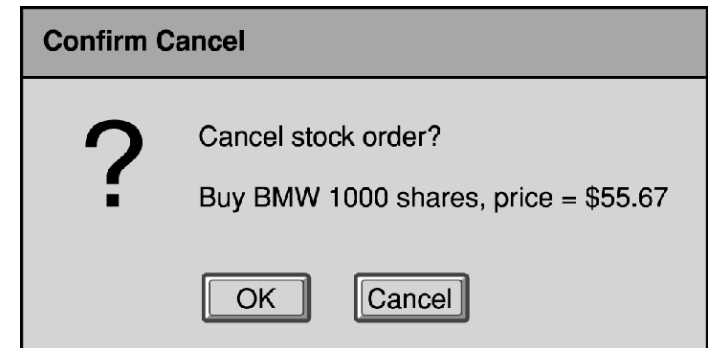 Confirm Cancel
?
Cancel stock order?
Buy BMW 1000 shares, price = $55.67
OK Cancel